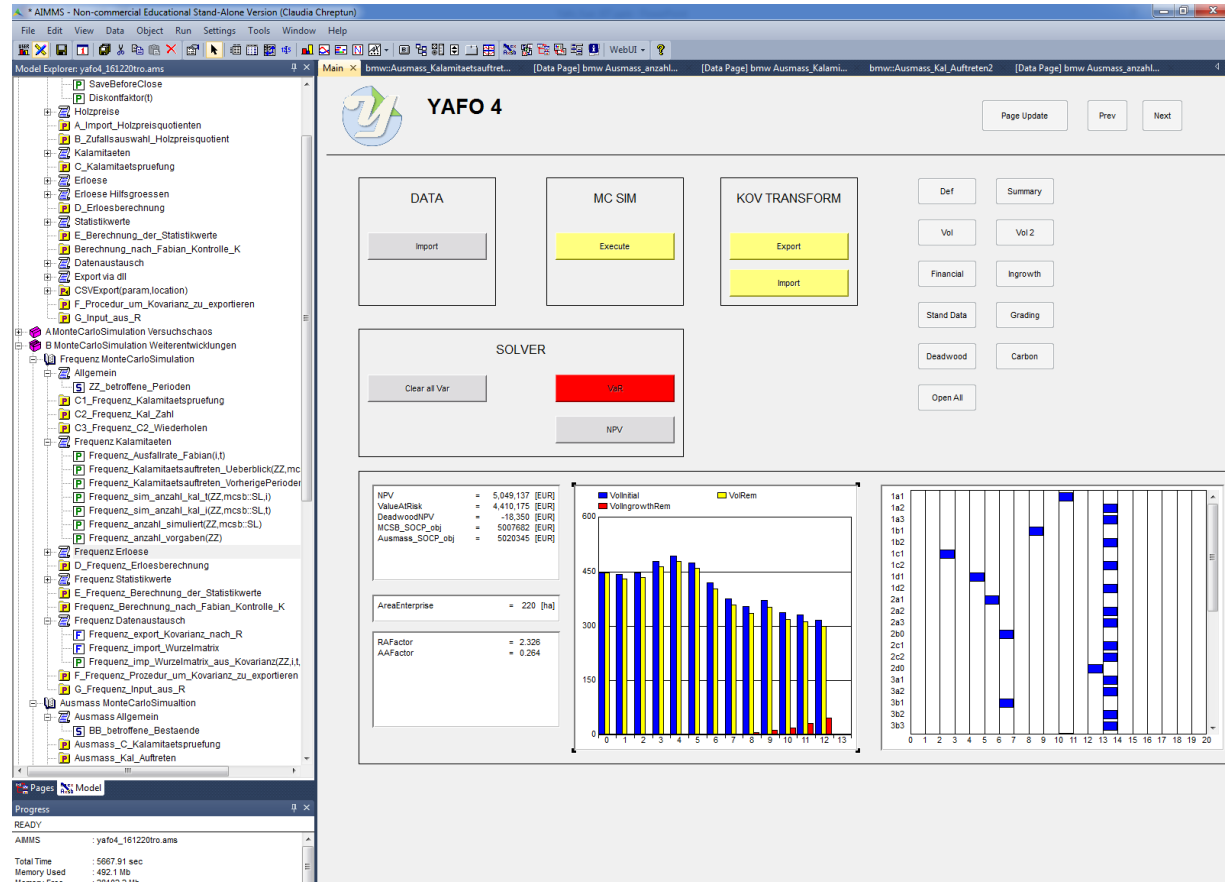 * AIMMS - Non-commercial Educational Stand-Alone Version (Claudia Chreptun)
File Edit View Data Object Run Settings Tools Window Help
WebUI
Model Explorer: yafo4_161220tro.ams
SaveBeforeClose
Diskontfaktor(t)
Holzpreise
A_Import_Holzpreisquotienten
B_Zufallsauswahl_Holzpreisquotient
Kalamitaeten
C_Kalamitaetspruefung
Erloese
Erloese Hilfsgroessen
D_Erloesberechnung
Statistikwerte
E_Berechnung_der_Statistikwerte
Berechnung_nach_Fabian_Kontrolle_K
Datenaustausch
Export via dll
CSVExport(param,location)
F_Procedur_um_Kovarianz_zu_exportieren
G_Input_aus_R
A MonteCarloSimulation Versuchschaos
B MonteCarloSimulation Weiterentwicklungen
Frequenz MonteCarloSimulation
Allgemein
ZZ_betroffene_Perioden
C1_Frequenz_Kalamitaetspruefung
C2_Frequenz_Kal_Zahl
C3_Frequenz_C2_Wiederholen
Frequenz Kalamitaeten
Frequenz_Ausfallrate_Fabian(i,t)
Frequenz_Kalamitaetsauftreten_Ueberblick(ZZ,mc
Frequenz_Kalamitaetsauftreten_VorherigePerioden
Frequenz_sim_anzahl_kal_t(ZZ,mcsb::SL,i)
Frequenz_sim_anzahl_kal_i(ZZ,mcsb::SL,t)
Frequenz_anzahl_simuliert(ZZ,mcsb::SL)
Frequenz_anzahl_vorgaben(ZZ)
Frequenz Erloese
D_Frequenz_Erloesberechnung
Frequenz Statistikwerte
E_Frequenz_Berechnung_der_Statistikwerte
Frequenz_Berechnung_nach_Fabian_Kontrolle_K
Frequenz Datenaustausch
Frequenz_export_Kovarianz_nach_R
Frequenz_import_Wurzelmatrix
Frequenz_imp_Wurzelmatrix_aus_Kovarianz(ZZ,i,t,
F_Frequenz_Prozedur_um_Kovarianz_zu_exportieren
G_Frequenz_Input_aus_R
Ausmass MonteCarloSimualtion
Ausmass Allgemein
BB_betroffene_Bestaende
Ausmass_C_Kalamitaetspruefung
Ausmass_Kal_Auftreten
Pages Model
Progress
READY
AIMMS : yafo4_161220tro.ams
Total Time : 5667.91 sec
Memory Used : 492.1 Mb
Main bmw::Ausmass_Kalamitaetsauftret... [Data Page] bmw Ausmass_anzahl... [Data Page] bmw Ausmass_Kalami... bmw::Ausmass_Kal_Auftreten2 [Data Page] bmw Ausmass_anzahl...
YAFO 4
Page Update Prev Next
DATA
Import
MC SIM
Execute
KOV TRANSFORM
Export
Import
Def Summary
Vol Vol 2
Financial Ingrowth
Stand Data Grading
Deadwood Carbon
Open All
SOLVER
Clear all Var VaR
NPV
NPV = 5,049,137 [EUR]
ValueAtRisk = 4,410,175 [EUR]
DeadwoodNPV = -18,350 [EUR]
MCSB_SOCP_obj = 5007682 [EUR]
Ausmass_SOCP_obj = 5020345 [EUR]
AreaEnterprise = 220 [ha]
RAFactor = 2.326
AAFactor = 0.264
VolInitial VolRem
VolIngrowthRem
600
450
300
150
0
0 1 2 3 4 5 6 7 8 9 10 11 12 13
1a1
1a2
1a3
1b1
1b2
1c1
1c2
1d1
1d2
2a1
2a2
2a3
2b0
2c1
2c2
2d0
3a1
3a2
3b1
3b2
3b3
0 1 2 3 4 5 6 7 8 9 10 11 12 13 14 15 16 17 18 19 20